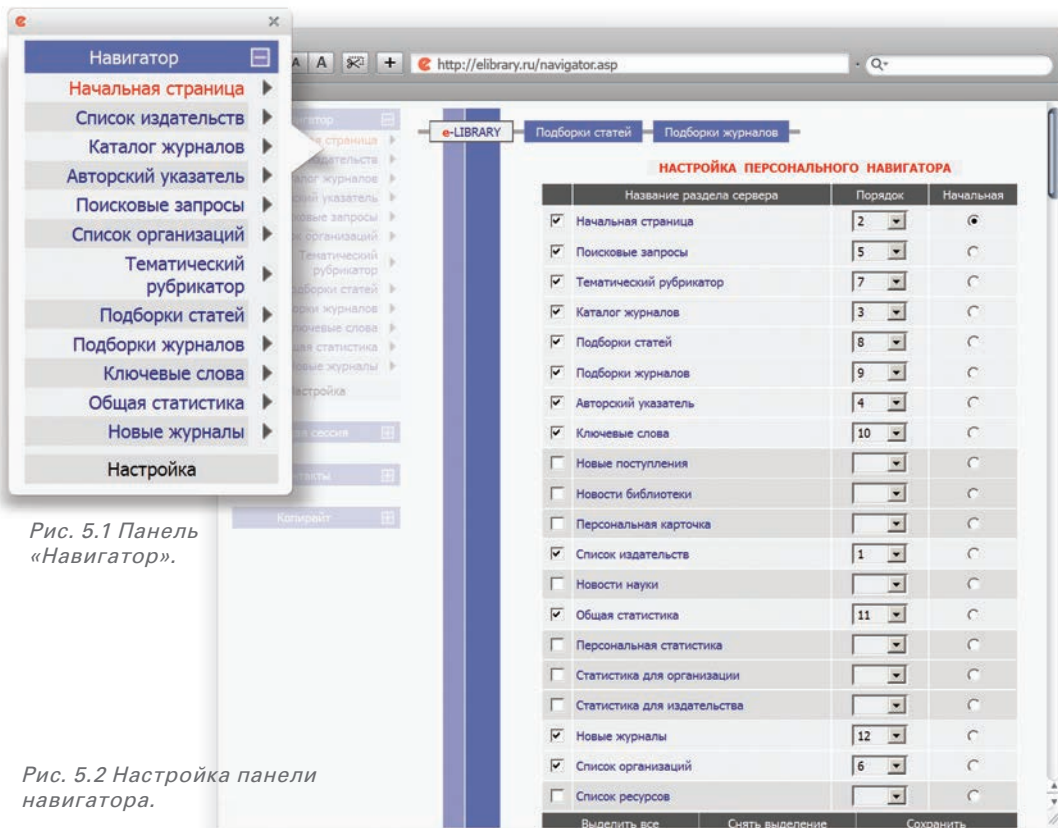 e
Навигатор
Начальная страница
Список издательств
Каталог журналов
Авторский указатель
Поисковые запросы
Список организаций
Тематический
рубрикатор
Подборки статей
Подборки журналов
Ключевые слова
Общая статистика
Новые журналы
Настройка
Рис. 5.1 Панель
«Навигатор».
A A + e http://elibrary.ru/navigator.asp
страница
рубрикатор
Настройка
Копирайт
e-LIBRARY Подборки статей Подборки журналов
НАСТРОЙКА ПЕРСОНАЛЬНОГО НАВИГАТОРА
Название раздела сервера Порядок Начальная
Начальная страница 2
Поисковые запросы 5
Тематический рубрикатор 7
Каталог журналов 3
Подборки статей 8
Подборки журналов 9
Авторский указатель 4
Ключевые слова 10
Новые поступления
Новости библиотеки
Персональная карточка
Список издательств 1
Новости науки
Общая статистика 11
Персональная статистика
Статистика для организации
Статистика для издательства
Новые журналы 12
Список организаций 6
Список ресурсов
Выделить все Снять выделение Сохранить
Рис. 5.2 Настройка панели
навигатора.